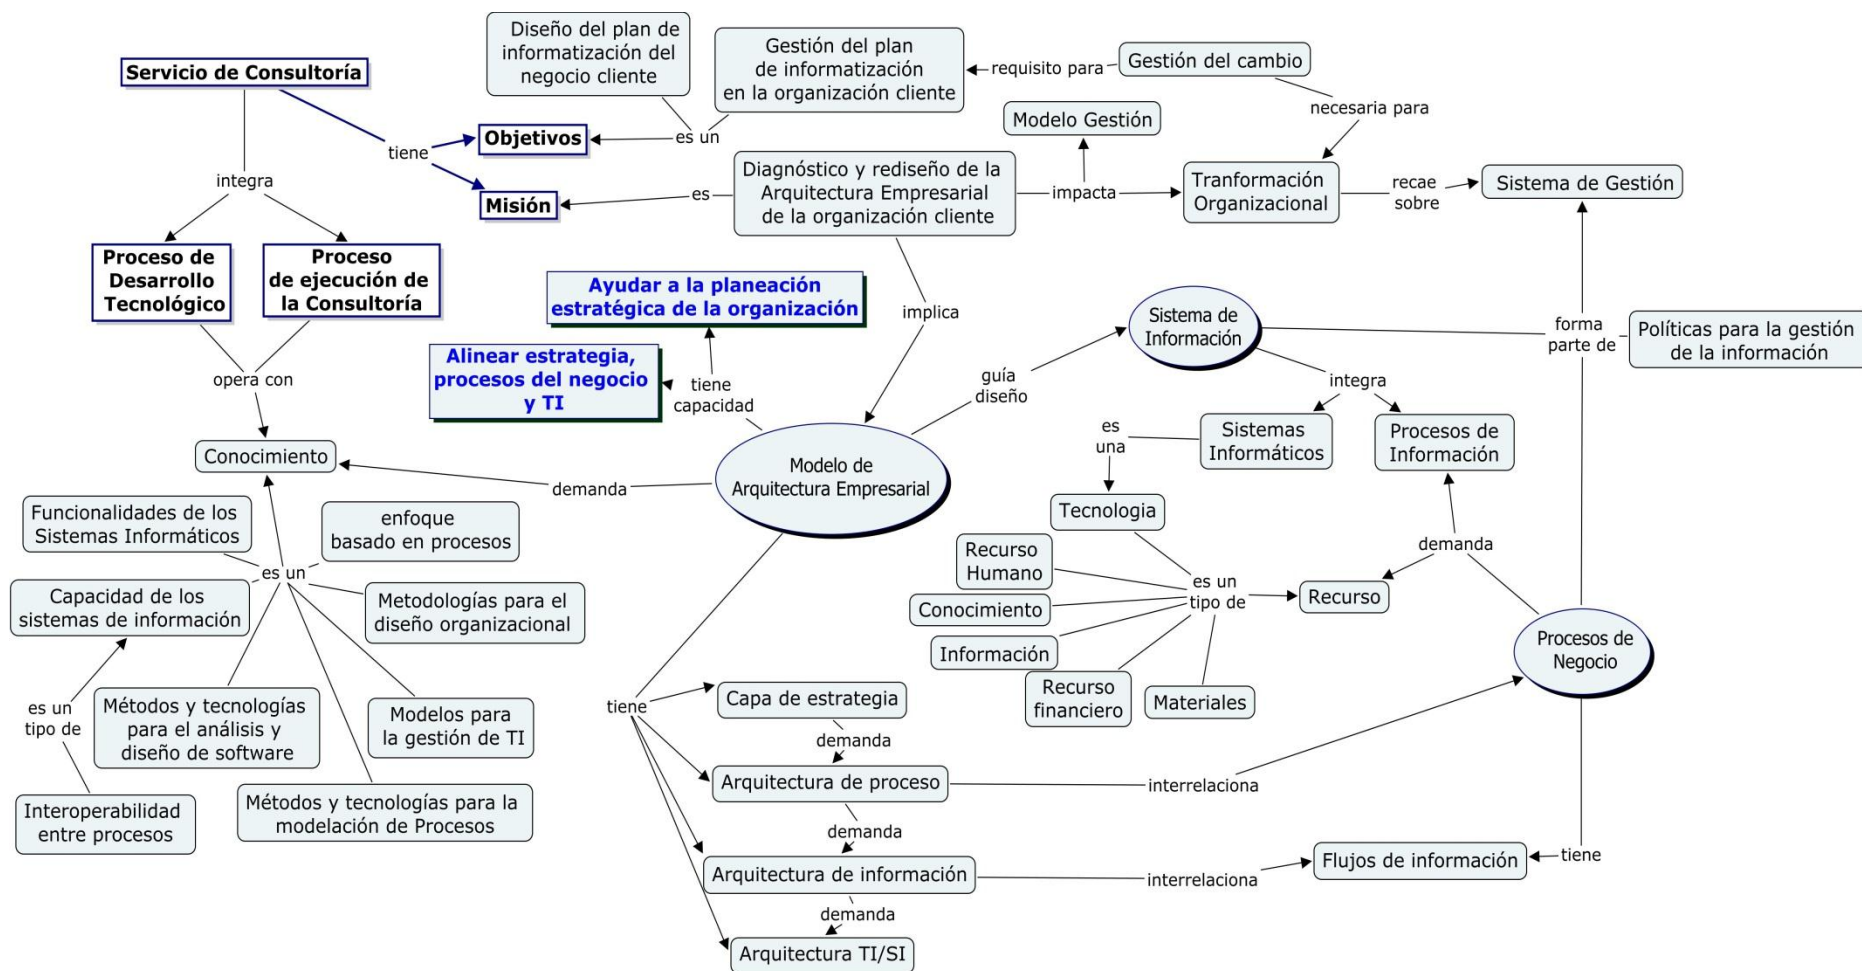 Diseño del plan de
informatización del
negocio cliente
Gestión del plan
de informatización
en la organización cliente
requisito para
Gestión del cambio
Servicio de Consultoría
necesaria para
Modelo Gestión
Objetivos
es un
tiene
Diagnóstico y rediseño de la
Arquitectura Empresarial
de la organización cliente
impacta
Tranformación
Organizacional
recae
sobre
Sistema de Gestión
integra
es
Misión
Proceso de
Desarrollo
Tecnológico
Proceso
de ejecución de
la Consultoría
Ayudar a la planeación
estratégica de la organización
implica
Sistema de
Información
forma
parte de
Políticas para la gestión
de la información
Alinear estrategia,
procesos del negocio
y TI
tiene
capacidad
guía
diseño
integra
opera con
es
una
Sistemas
Informáticos
Procesos de
Información
Conocimiento
demanda
Modelo de
Arquitectura Empresarial
Funcionalidades de los
Sistemas Informáticos
enfoque
basado en procesos
Tecnologia
demanda
Recurso
Humano
es un
Capacidad de los
sistemas de información
Metodologías para el
diseño organizacional
es un
tipo de
Recurso
Conocimiento
Información
Procesos de
Negocio
Recurso
financiero
Materiales
es un
tipo de
Métodos y tecnologías
para el análisis y
diseño de software
Modelos para
la gestión de TI
tiene
Capa de estrategia
demanda
Arquitectura de proceso
interrelaciona
Interoperabilidad
entre procesos
Métodos y tecnologías para la
modelación de Procesos
demanda
Arquitectura de información
interrelaciona
Flujos de información
tiene
demanda
Arquitectura TI/SI